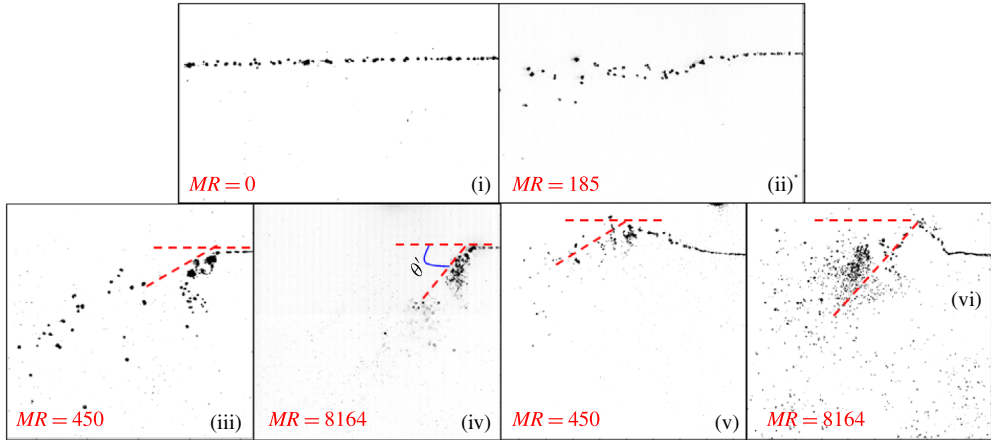 MR = 0 (i)
MR = 185 (ii)
θ′
(vi)
MR = 450 (iii)
MR = 8164 (iv)
MR = 450 (v)
MR = 8164